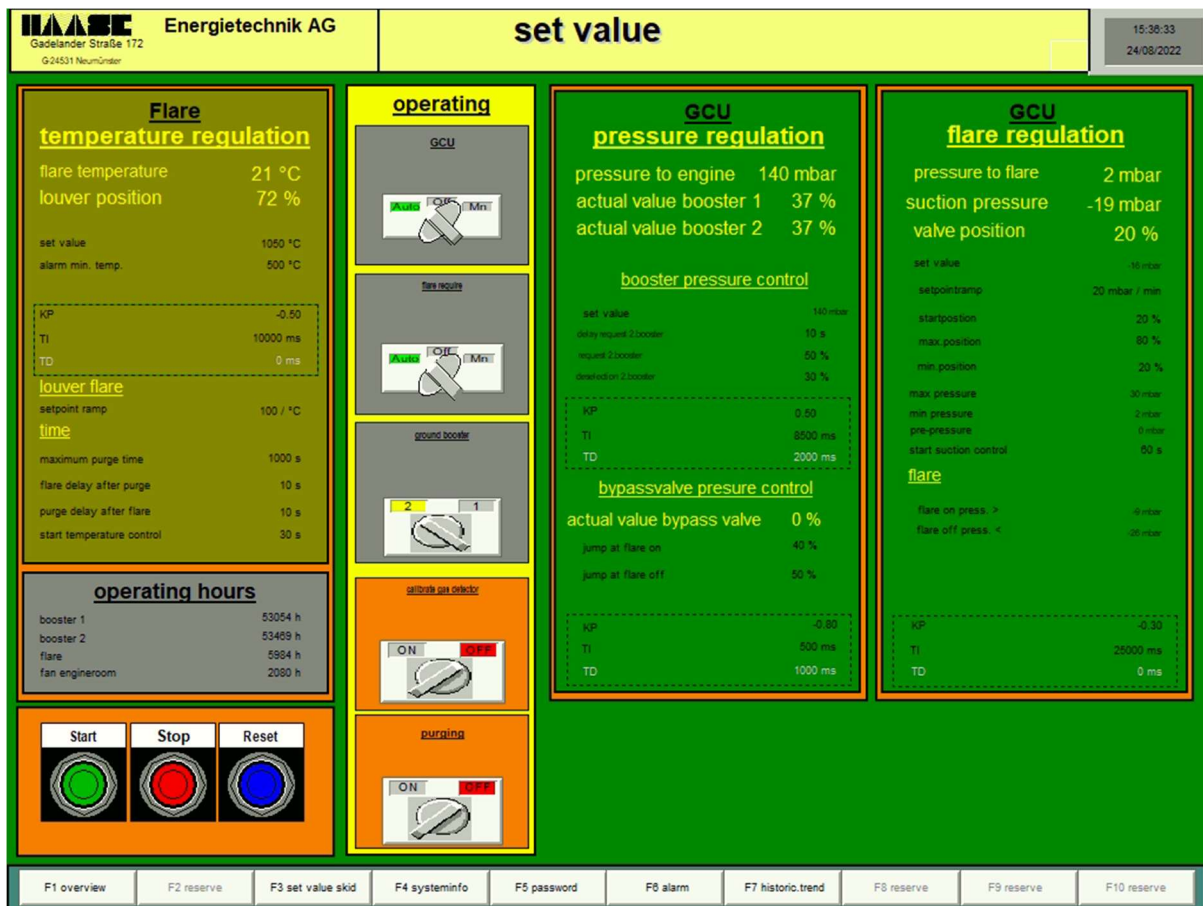 HAASE
Energietechnik AG
Gadelander Straße 172
G-24531 Neumünster
set value
15:36:33
24/08/2022
Flare
temperature regulation
flare temperature 21 °C
louver position 72 %
set value 1050 °C
alarm min. temp. 500 °C
KP -0.50
TI 10000 ms
TD 0 ms
louver flare
setpoint ramp 100 / °C
time
maximum purge time 1000 s
flare delay after purge 10 s
purge delay after flare 10 s
start temperature control 30 s
operating hours
booster 1 53054 h
booster 2 53469 h
flare 5984 h
fan engineroom 2080 h
Start Stop Reset
operating
GCU
Auto Off Mn
flare require
Auto Off Mn
ground booster
2 1
calibrate gas detector
ON OFF
purging
ON OFF
GCU
pressure regulation
pressure to engine 140 mbar
actual value booster 1 37 %
actual value booster 2 37 %
booster pressure control
set value 140 mbar
delay request 2.booster 10 s
request 2.booster 50 %
deselection 2.booster 30 %
KP 0.50
TI 8500 ms
TD 2000 ms
bypassvalve presure control
actual value bypass valve 0 %
jump at flare on 40 %
jump at flare off 50 %
KP -0.80
TI 500 ms
TD 1000 ms
GCU
flare regulation
pressure to flare 2 mbar
suction pressure -19 mbar
valve position 20 %
set value -16 mbar
setpointramp 20 mbar / min
startpostion 20 %
max.position 80 %
min.position 20 %
max pressure 30 mbar
min pressure 2 mbar
pre-pressure 0 mbar
start suction control 60 s
flare
flare on press. > -9 mbar
flare off press. < -26 mbar
KP -0.30
TI 25000 ms
TD 0 ms
F1 overview F2 reserve F3 set value skid F4 systeminfo F5 password F6 alarm F7 historic.trend F8 reserve F9 reserve F10 reserve